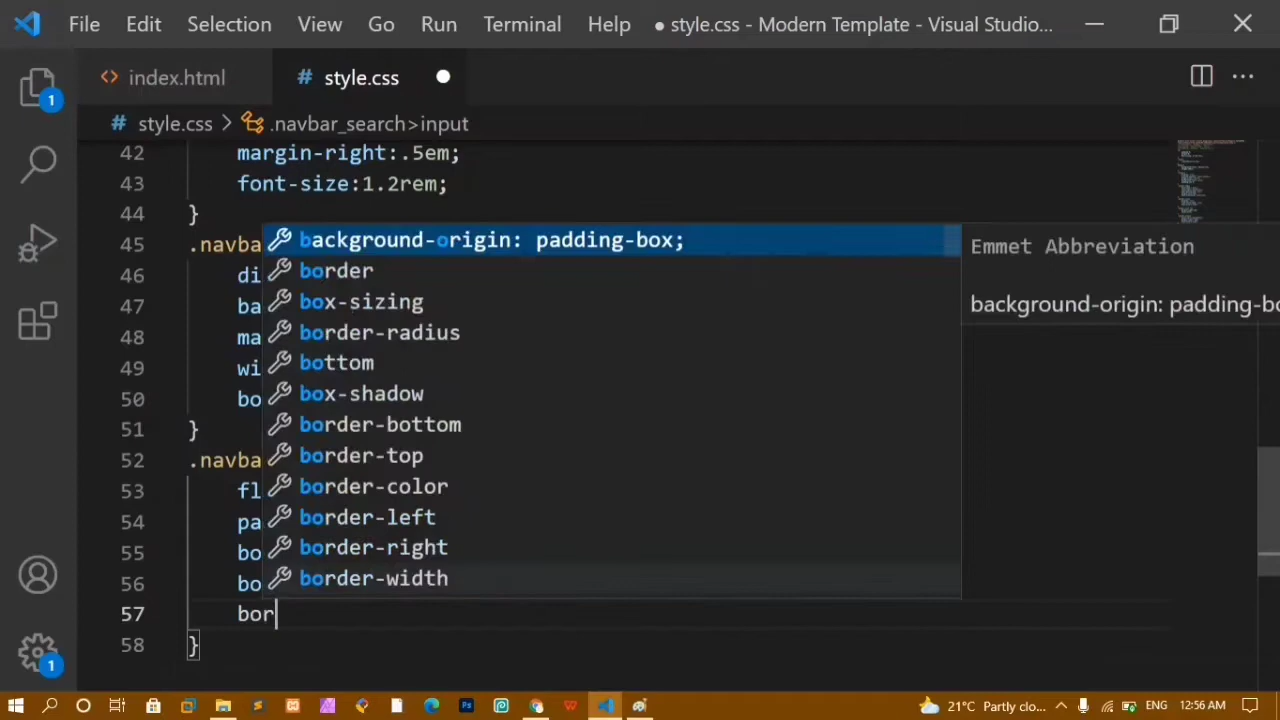 File Edit Selection View Go Run Terminal Help ● style.css - Modern Template - Visual Studio...
<> index.html # style.css
# style.css > .navbar_search>input
42 margin-right:.5em;
43 font-size:1.2rem;
44 }
45 .navba
background-origin: padding-box;
Emmet Abbreviation
46 di
border
47 ba
box-sizing
background-origin: padding-bo
48 ma
border-radius
49 wi
bottom
50 bo
box-shadow
51 }
border-bottom
52 .navba
border-top
53 fl
border-color
54 pa
border-left
55 bo
border-right
56 bo
border-width
57 bor
58 }
1
1
21°C Partly clo... ENG 12:56 AM